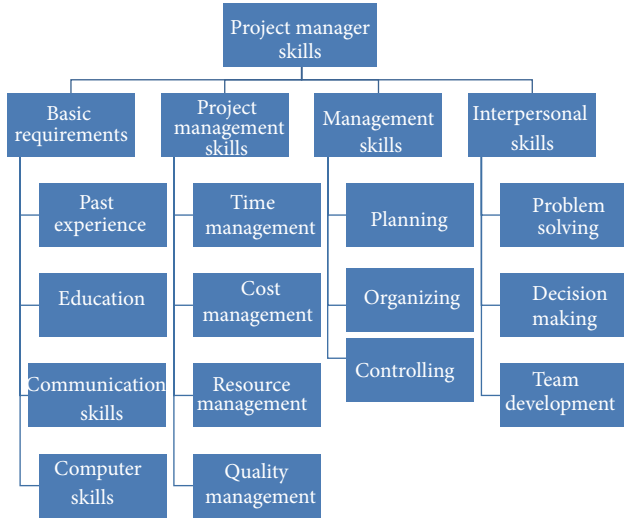 Project manager
skills
Basic
requirements
Project
management
skills
Management
skills
Interpersonal
skills
Past
experience
Education
Communication
skills
Computer
skills
Time
management
Cost
management
Resource
management
Quality
management
Planning
Organizing
Controlling
Problem
solving
Decision
making
Team
development